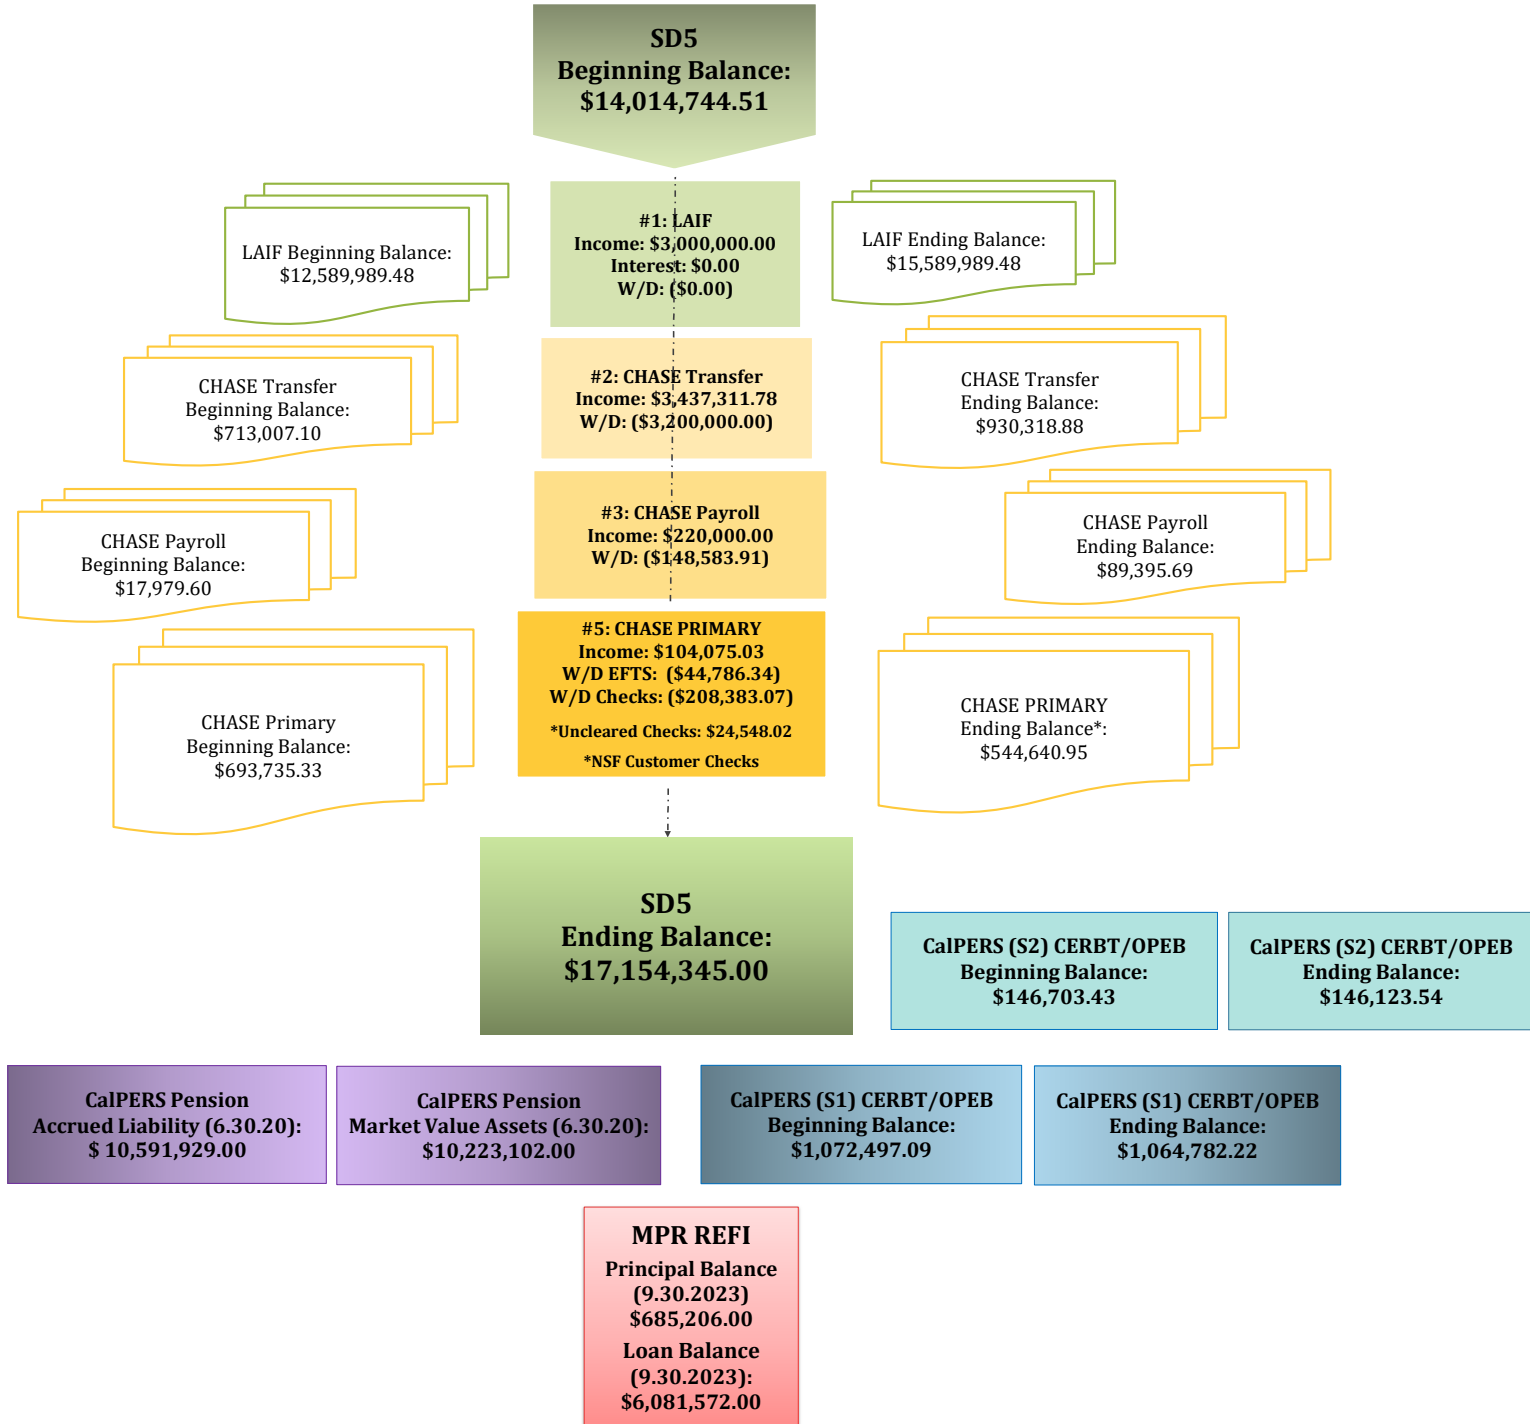 SD5
Beginning Balance:
$14,014,744.51
LAIF Beginning Balance:
$12,589,989.48
#1: LAIF
Income: $3,000,000.00
Interest: $0.00
W/D: ($0.00)
LAIF Ending Balance:
$15,589,989.48
CHASE Transfer
Beginning Balance:
$713,007.10
#2: CHASE Transfer
Income: $3,437,311.78
W/D: ($3,200,000.00)
CHASE Transfer
Ending Balance:
$930,318.88
CHASE Payroll
Beginning Balance:
$17,979.60
#3: CHASE Payroll
Income: $220,000.00
W/D: ($148,583.91)
CHASE Payroll
Ending Balance:
$89,395.69
CHASE Primary
Beginning Balance:
$693,735.33
#5: CHASE PRIMARY
Income: $104,075.03
W/D EFTS:  ($44,786.34)
W/D Checks: ($208,383.07)
*Uncleared Checks: $24,548.02
*NSF Customer Checks
CHASE PRIMARY
Ending Balance*:
$544,640.95
SD5
Ending Balance:
$17,154,345.00
CalPERS (S2) CERBT/OPEB
Beginning Balance:
$146,703.43
CalPERS (S2) CERBT/OPEB
Ending Balance:
$146,123.54
CalPERS Pension
Accrued Liability (6.30.20):
$ 10,591,929.00
CalPERS Pension
Market Value Assets (6.30.20):
$10,223,102.00
CalPERS (S1) CERBT/OPEB
Beginning Balance:
$1,072,497.09
CalPERS (S1) CERBT/OPEB
Ending Balance:
$1,064,782.22
MPR REFI
Principal Balance
(9.30.2023)
$685,206.00
Loan Balance
(9.30.2023):
$6,081,572.00